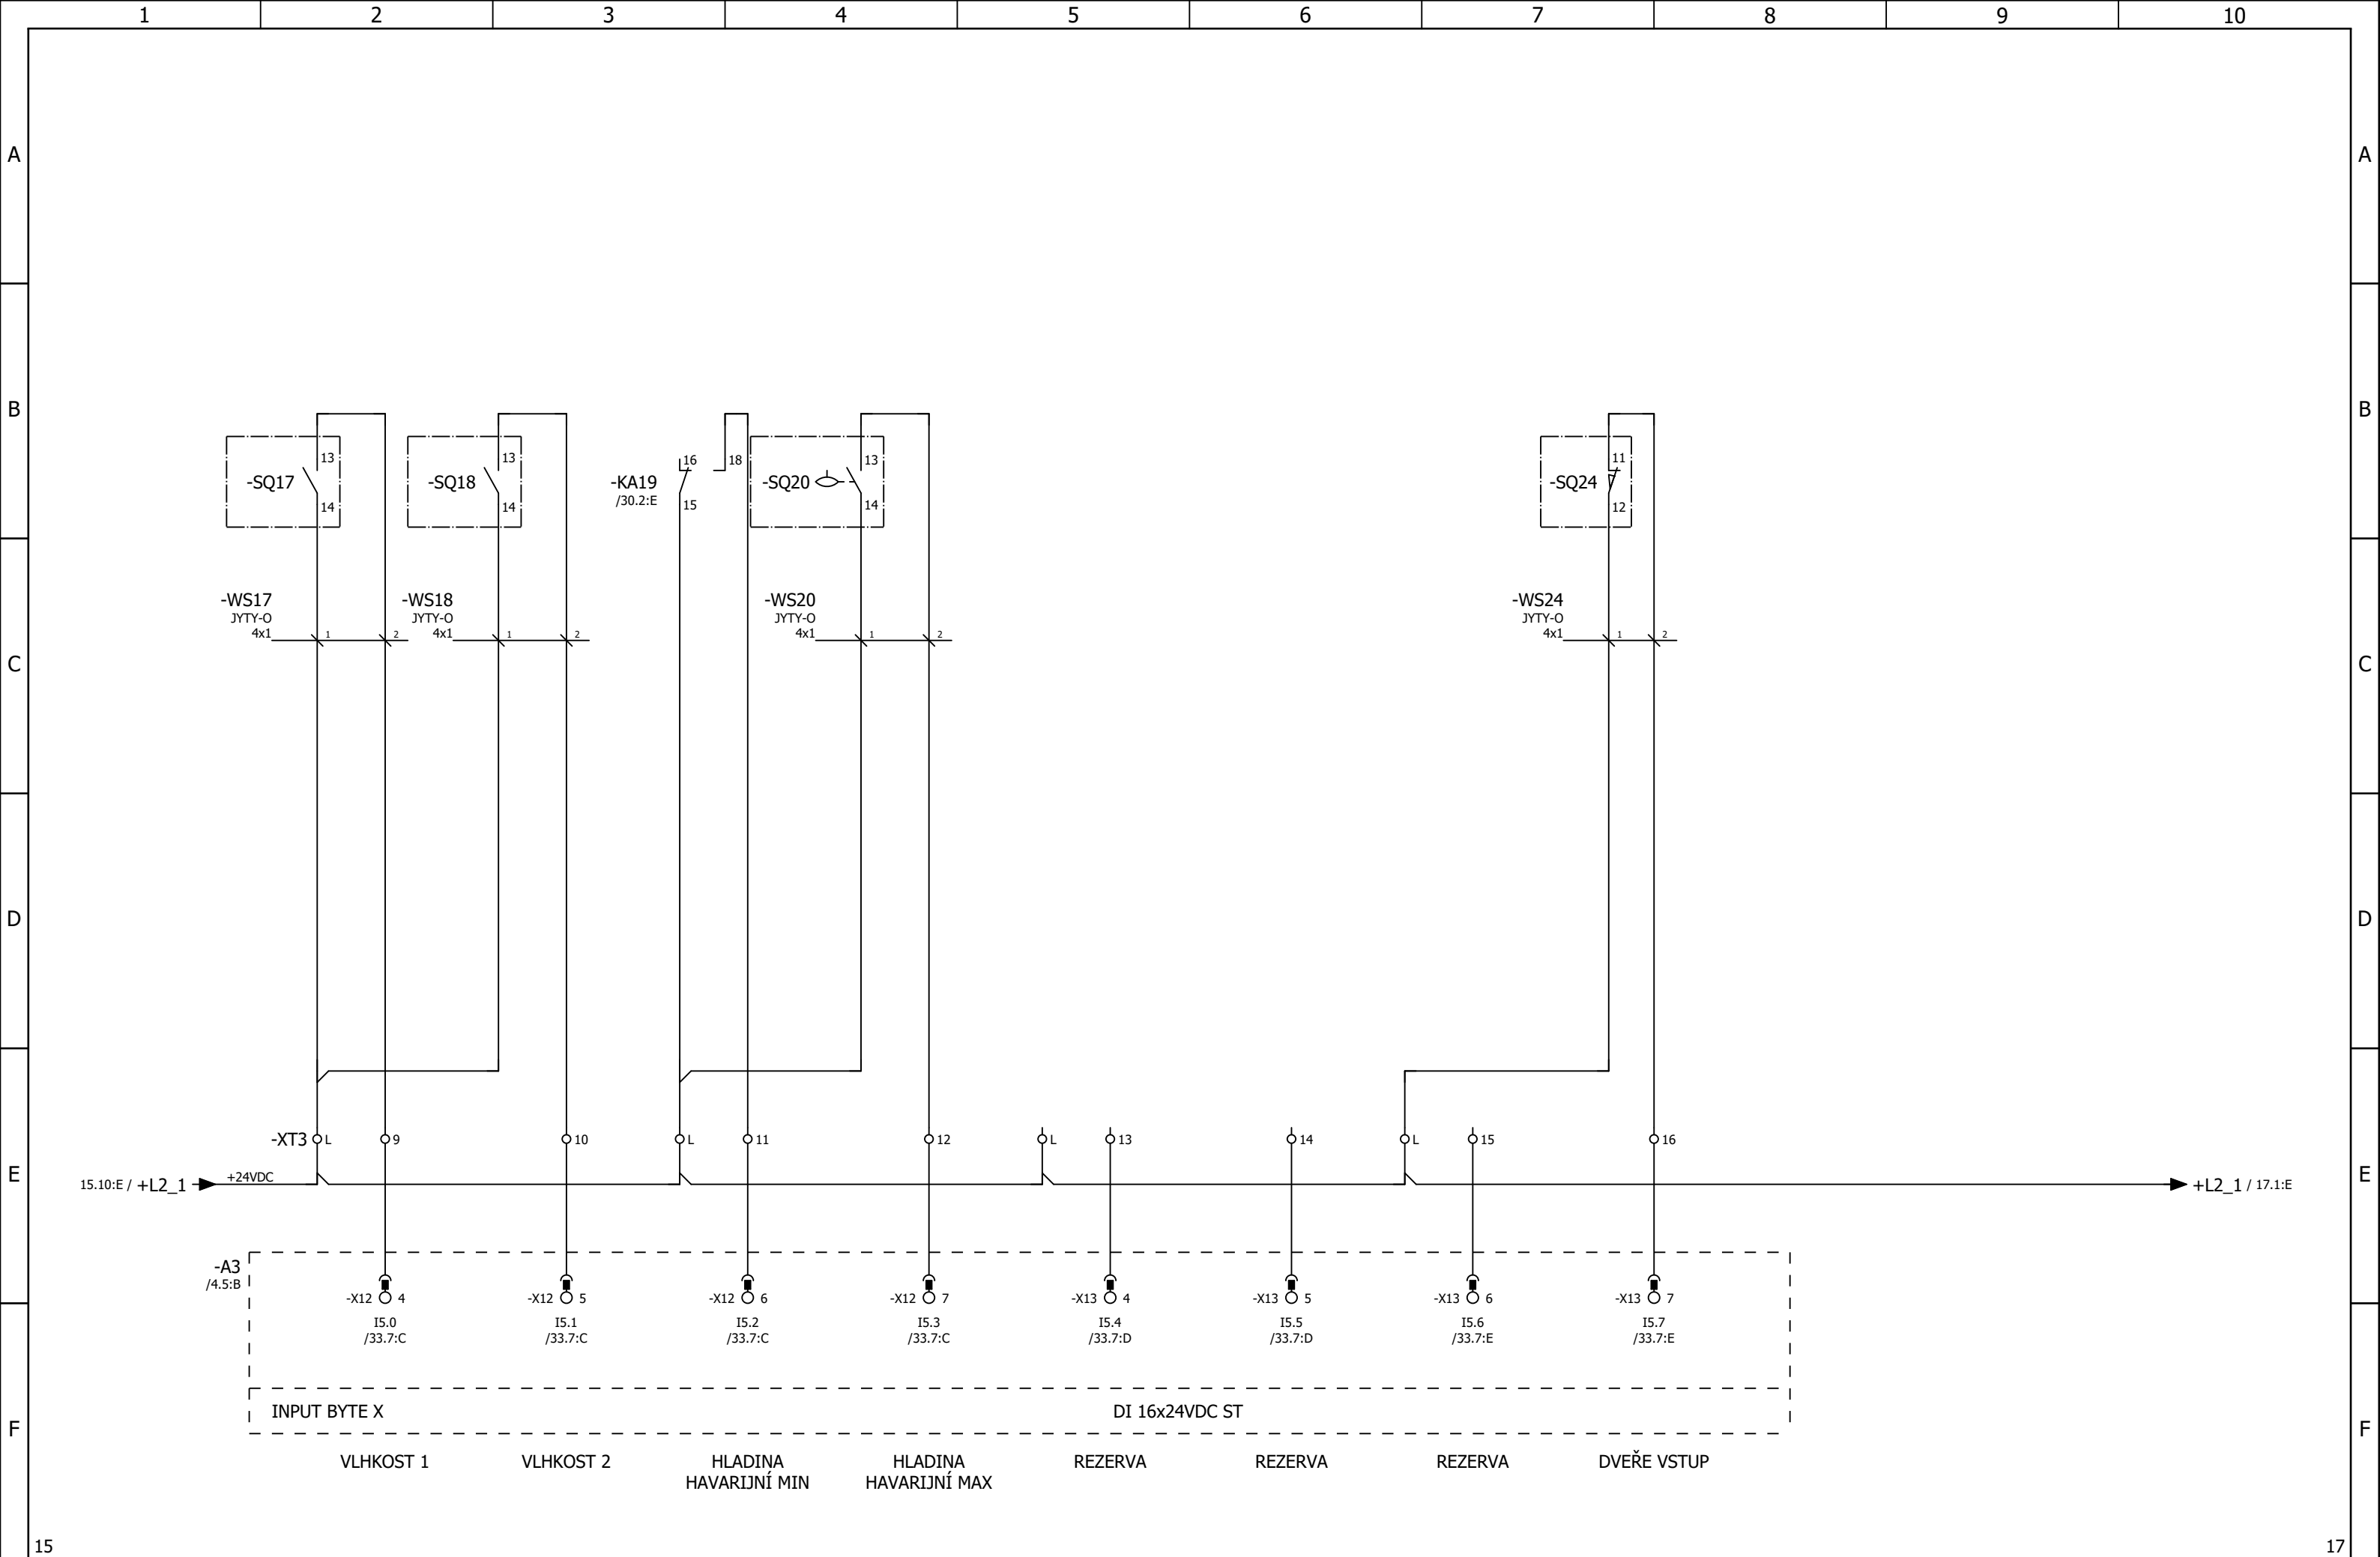 1 2 3 4 5 6 7 8 9 10
A A
B B
13 13 16 18 13 11
-SQ17 -SQ18 -KA19 -SQ20 -SQ24
/30.2:E
14 14 15 14 12
-WS17 -WS18 -WS20 -WS24
JYTY-O JYTY-O JYTY-O JYTY-O
4x1 1 2 4x1 1 2 4x1 1 2 4x1 1 2
C C
D D
-XT3 L 9 10 L 11 12 L 13 14 L 15 16
E E
15.10:E / +L2_1 +24VDC +L2_1 / 17.1:E
-A3
/4.5:B
-X12 4 -X12 5 -X12 6 -X12 7 -X13 4 -X13 5 -X13 6 -X13 7
I5.0 I5.1 I5.2 I5.3 I5.4 I5.5 I5.6 I5.7
/33.7:C /33.7:C /33.7:C /33.7:C /33.7:D /33.7:D /33.7:E /33.7:E
INPUT BYTE X DI 16x24VDC ST
F F
VLHKOST 1 VLHKOST 2 HLADINA HLADINA REZERVA REZERVA REZERVA DVEŘE VSTUP
HAVARIJNÍ MIN HAVARIJNÍ MAX
15 17